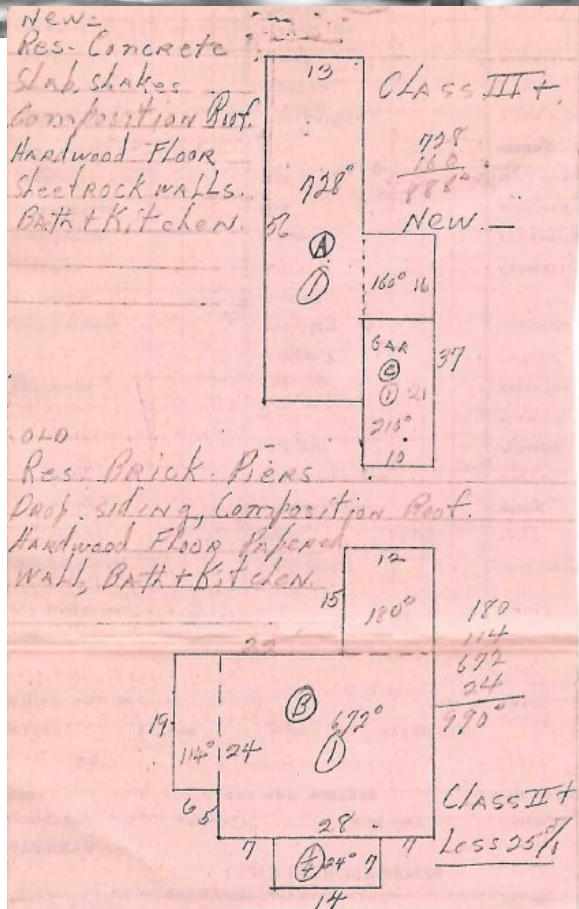 New-
Res- Concrete
Slab, shakes
Composition Roof.
Hardwood Floor
Sheetrock walls.
Bath + Kitchen.
CLASS III +
728
160
888°
New.-
13
728°
56
A
1
160° 16
GAR
C
1 21
210°
10
37
OLD
Res. Brick Piers
Drop siding, Composition Roof.
Hardwood Floor Papered
Wall, Bath + Kitchen.
12
15
180°
22
19
114°
24
B
672°
1
6
5
28
7
7
24° 7
14
180
114
672
24
990°
CLASS II +
Less 25%